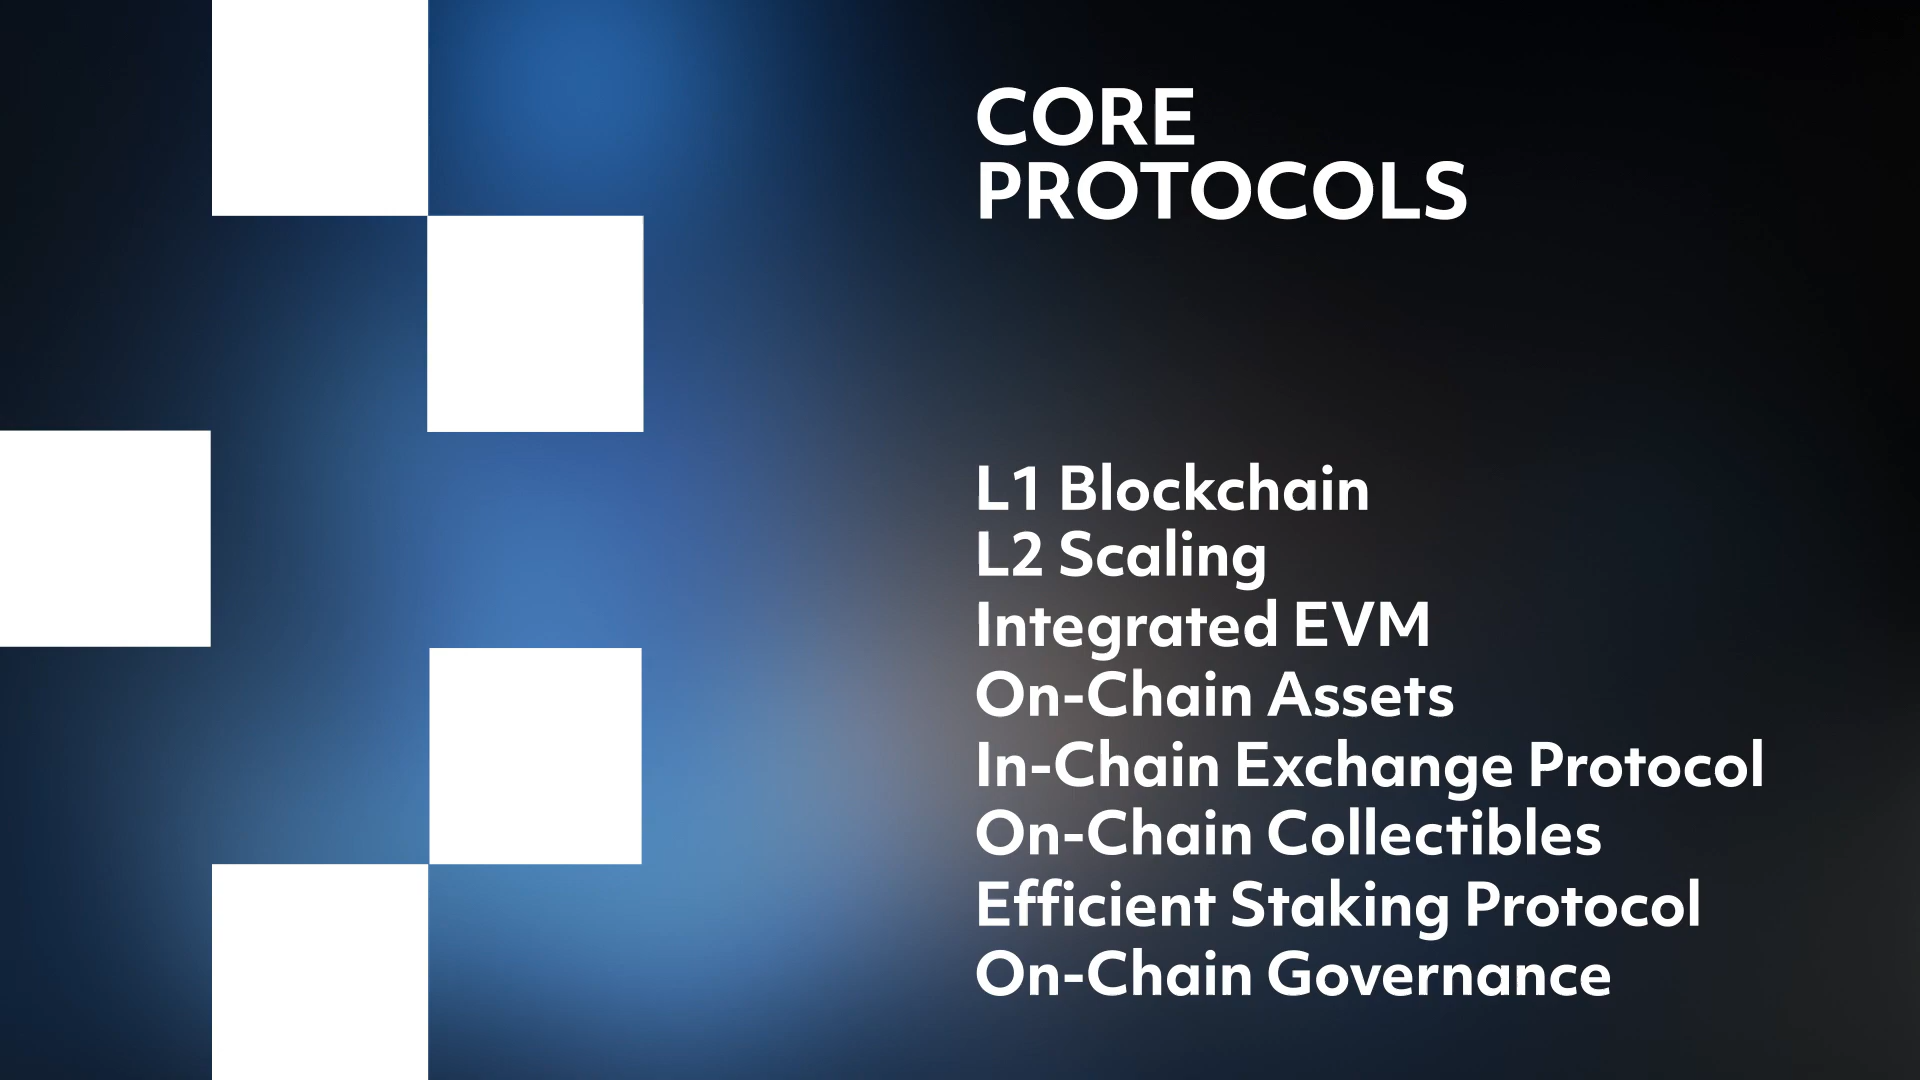 CORE
PROTOCOLS
L1 Blockchain
L2 Scaling
Integrated EVM
On-Chain Assets
In-Chain Exchange Protocol
On-Chain Collectibles
Efficient Staking Protocol
On-Chain Governance